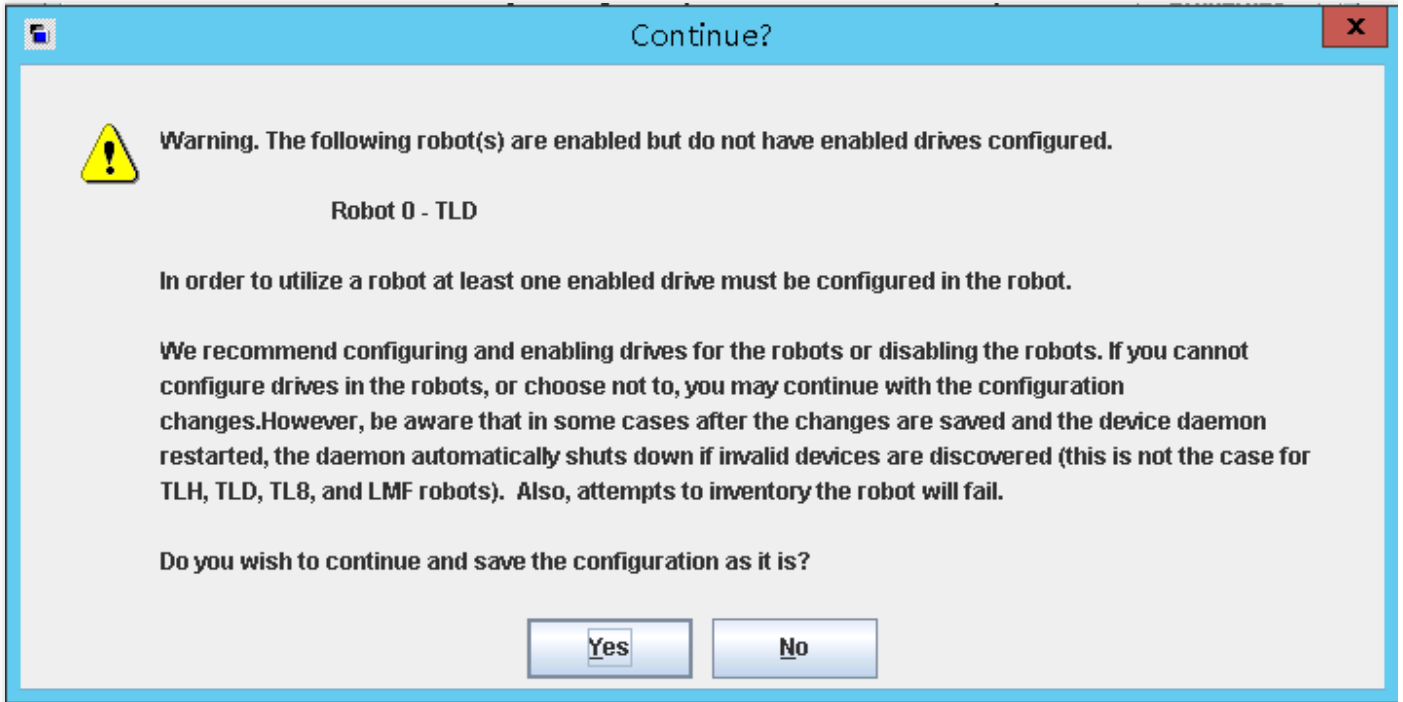 Continue?
Warning. The following robot(s) are enabled but do not have enabled drives configured.
Robot 0 - TLD
In order to utilize a robot at least one enabled drive must be configured in the robot.
We recommend configuring and enabling drives for the robots or disabling the robots. If you cannot
configure drives in the robots, or choose not to, you may continue with the configuration
changes.However, be aware that in some cases after the changes are saved and the device daemon
restarted, the daemon automatically shuts down if invalid devices are discovered (this is not the case for
TLH, TLD, TL8, and LMF robots).  Also, attempts to inventory the robot will fail.
Do you wish to continue and save the configuration as it is?
Yes No